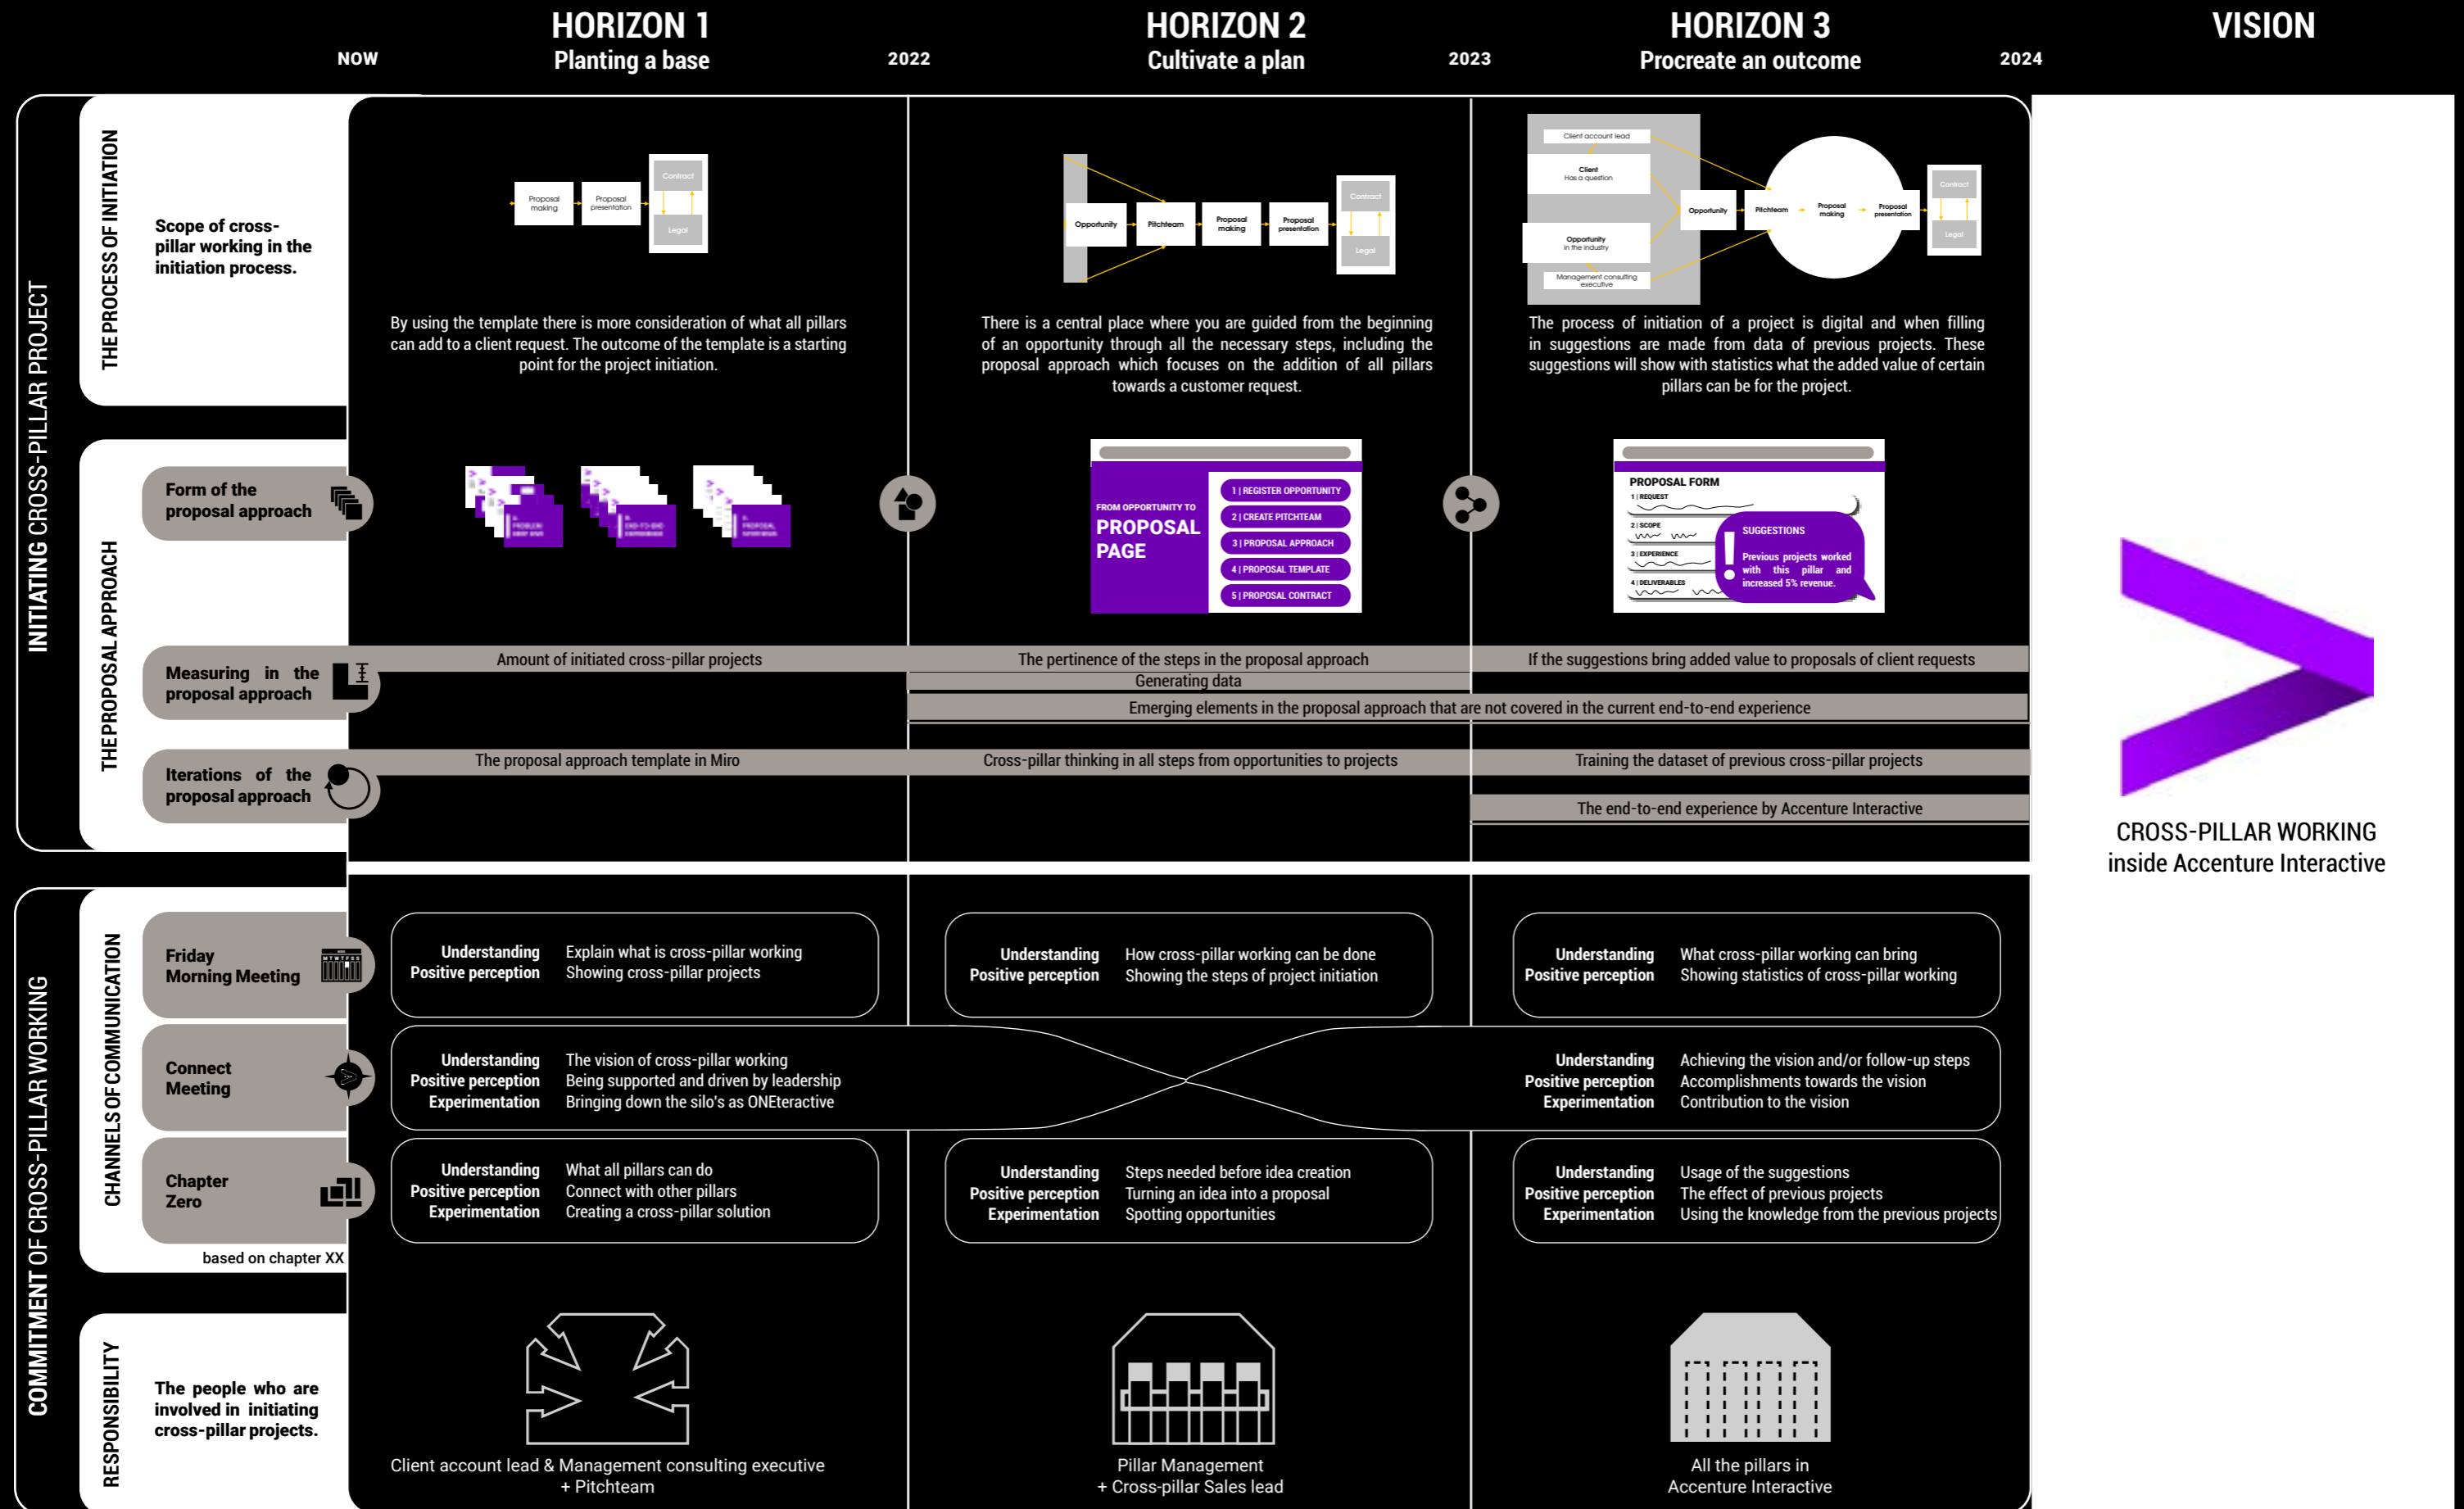 HORIZON 1
Planting a base
HORIZON 2
Cultivate a plan
HORIZON 3
Procreate an outcome
VISION
NOW
2022
2023
2024
INITIATING CROSS-PILLAR PROJECT
THE PROCESS OF INITIATION
Scope of cross-
pillar working in the
initiation process.
Proposal
making
Proposal
presentation
Contract
Legal
By using the template there is more consideration of what all pillars
can add to a client request. The outcome of the template is a starting
point for the project initiation.
Opportunity
Pitchteam
Proposal
making
Proposal
presentation
Contract
Legal
There is a central place where you are guided from the beginning
of an opportunity through all the necessary steps, including the
proposal approach which focuses on the addition of all pillars
towards a customer request.
Client account lead
Client
Has a question
Opportunity
in the industry
Management consulting
executive
Opportunity
Pitchteam
Proposal
making
Proposal
presentation
Contract
Legal
The process of initiation of a project is digital and when filling
in suggestions are made from data of previous projects. These
suggestions will show with statistics what the added value of certain
pillars can be for the project.
THE PROPOSAL APPROACH
Form of the
proposal approach
FROM OPPORTUNITY TO
PROPOSAL
PAGE
1 | REGISTER OPPORTUNITY
2 | CREATE PITCHTEAM
3 | PROPOSAL APPROACH
4 | PROPOSAL TEMPLATE
5 | PROPOSAL CONTRACT
PROPOSAL FORM
1 | REQUEST
2 | SCOPE
3 | EXPERIENCE
4 | DELIVERABLES
!
SUGGESTIONS
Previous projects worked
with this pillar and
increased 5% revenue.
Measuring in the
proposal approach
Amount of initiated cross-pillar projects
The pertinence of the steps in the proposal approach
If the suggestions bring added value to proposals of client requests
Generating data
Emerging elements in the proposal approach that are not covered in the current end-to-end experience
Iterations of the
proposal approach
The proposal approach template in Miro
Cross-pillar thinking in all steps from opportunities to projects
Training the dataset of previous cross-pillar projects
The end-to-end experience by Accenture Interactive
CROSS-PILLAR WORKING
inside Accenture Interactive
COMMITMENT OF CROSS-PILLAR WORKING
CHANNELS OF COMMUNICATION
Friday
Morning Meeting
M T W T F S S
Understanding Explain what is cross-pillar working
Positive perception Showing cross-pillar projects
Understanding How cross-pillar working can be done
Positive perception Showing the steps of project initiation
Understanding What cross-pillar working can bring
Positive perception Showing statistics of cross-pillar working
Connect
Meeting
Understanding The vision of cross-pillar working
Positive perception Being supported and driven by leadership
Experimentation Bringing down the silo's as ONEteractive
Understanding Achieving the vision and/or follow-up steps
Positive perception Accomplishments towards the vision
Experimentation Contribution to the vision
Chapter
Zero
Understanding What all pillars can do
Positive perception Connect with other pillars
Experimentation Creating a cross-pillar solution
Understanding Steps needed before idea creation
Positive perception Turning an idea into a proposal
Experimentation Spotting opportunities
Understanding Usage of the suggestions
Positive perception The effect of previous projects
Experimentation Using the knowledge from the previous projects
based on chapter XX
RESPONSIBILITY
The people who are
involved in initiating
cross-pillar projects.
Client account lead & Management consulting executive
+ Pitchteam
Pillar Management
+ Cross-pillar Sales lead
All the pillars in
Accenture Interactive